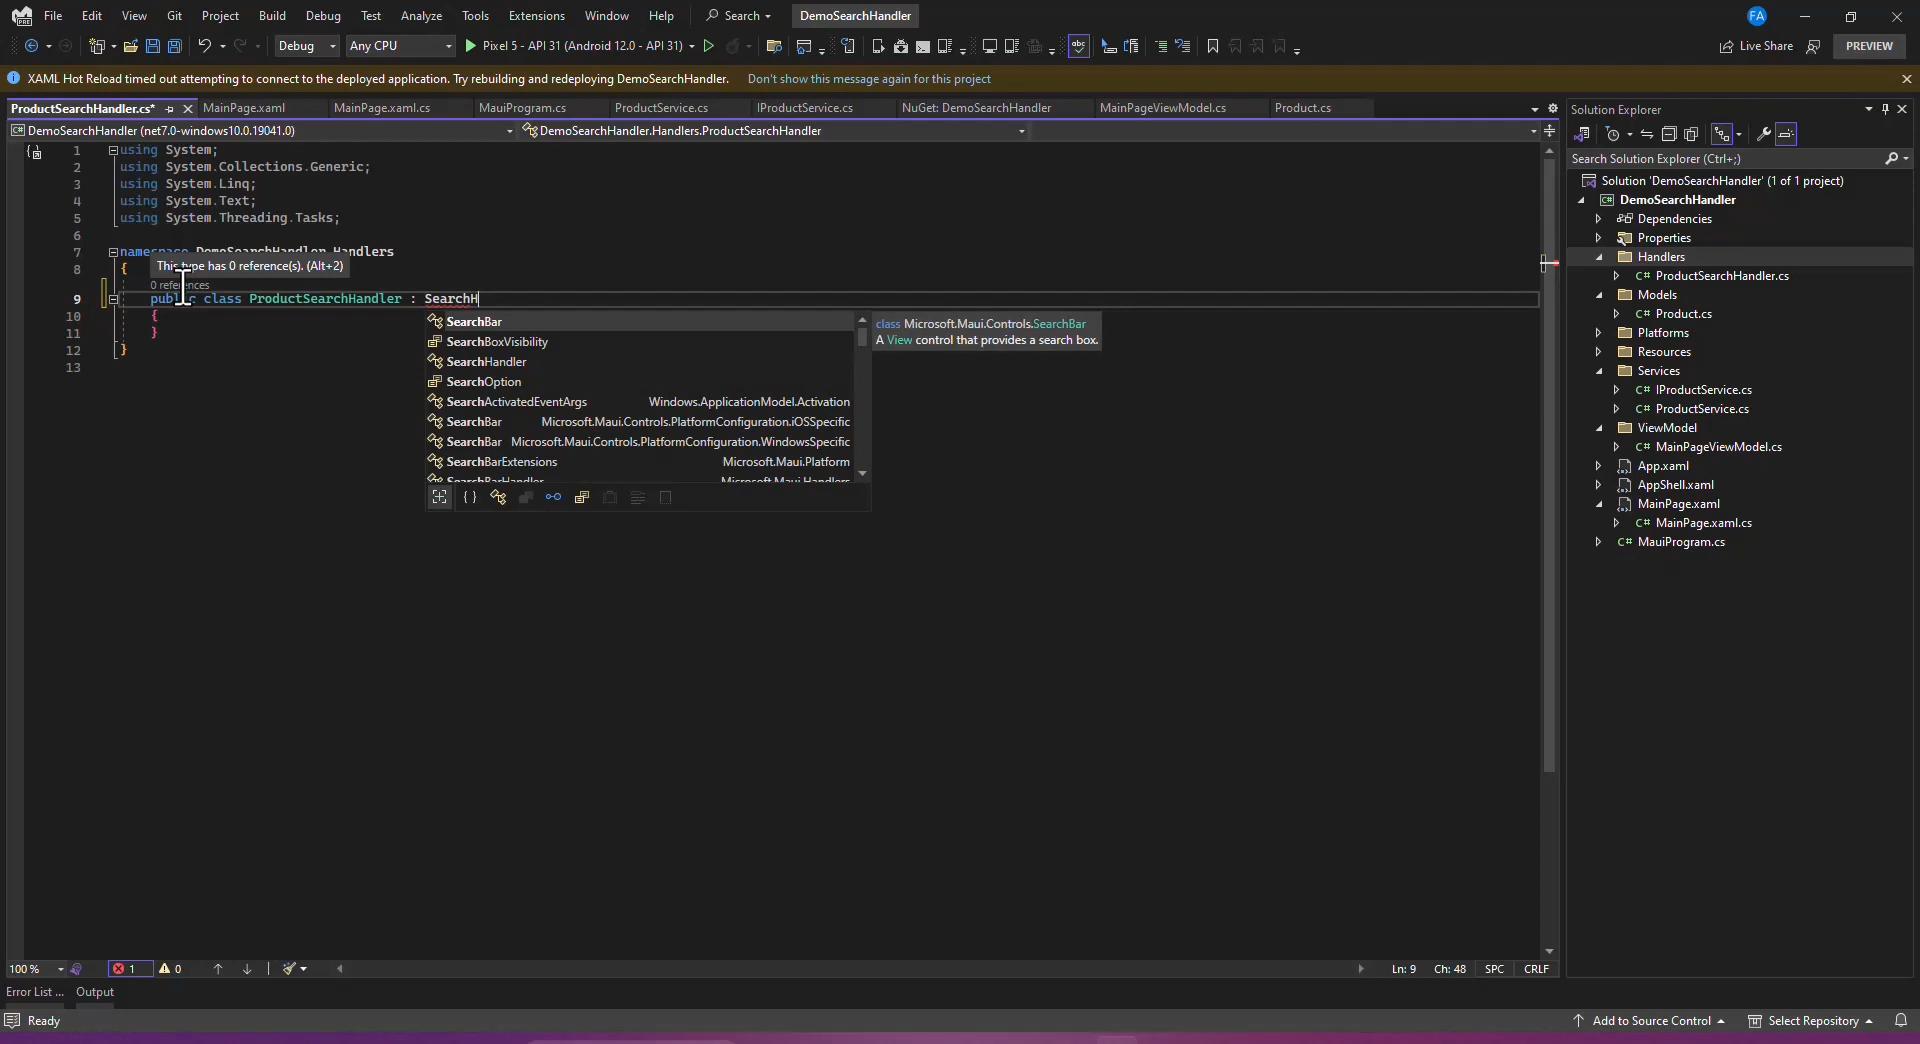 File Edit View Git Project Build Debug Test Analyze Tools Extensions Window Help Search DemoSearchHandler FA
Debug Any CPU Pixel 5 - API 31 (Android 12.0 - API 31) Live Share PREVIEW
XAML Hot Reload timed out attempting to connect to the deployed application. Try rebuilding and redeploying DemoSearchHandler. Don't show this message again for this project
ProductSearchHandler.cs* MainPage.xaml MainPage.xaml.cs MauiProgram.cs ProductService.cs IProductService.cs NuGet: DemoSearchHandler MainPageViewModel.cs Product.cs
DemoSearchHandler (net7.0-windows10.0.19041.0) DemoSearchHandler.Handlers.ProductSearchHandler
1 using System;
2 using System.Collections.Generic;
3 using System.Linq;
4 using System.Text;
5 using System.Threading.Tasks;
6
7 namespace DemoSearchHandler.Handlers
This type has 0 reference(s). (Alt+2)
8 {
0 references
9 public class ProductSearchHandler : SearchH
10 {
11 }
12 }
13
SearchBar
SearchBoxVisibility
SearchHandler
SearchOption
SearchActivatedEventArgs Windows.ApplicationModel.Activation
SearchBar Microsoft.Maui.Controls.PlatformConfiguration.iOSSpecific
SearchBar Microsoft.Maui.Controls.PlatformConfiguration.WindowsSpecific
SearchBarExtensions Microsoft.Maui.Platform
SearchBarHandler Microsoft.Maui.Handlers
class Microsoft.Maui.Controls.SearchBar
A View control that provides a search box.
Solution Explorer
Search Solution Explorer (Ctrl+;)
Solution 'DemoSearchHandler' (1 of 1 project)
DemoSearchHandler
Dependencies
Properties
Handlers
C# ProductSearchHandler.cs
Models
C# Product.cs
Platforms
Resources
Services
C# IProductService.cs
C# ProductService.cs
ViewModel
C# MainPageViewModel.cs
App.xaml
AppShell.xaml
MainPage.xaml
C# MainPage.xaml.cs
C# MauiProgram.cs
100 % 1 0 Ln: 9 Ch: 48 SPC CRLF
Error List ... Output
Ready Add to Source Control Select Repository